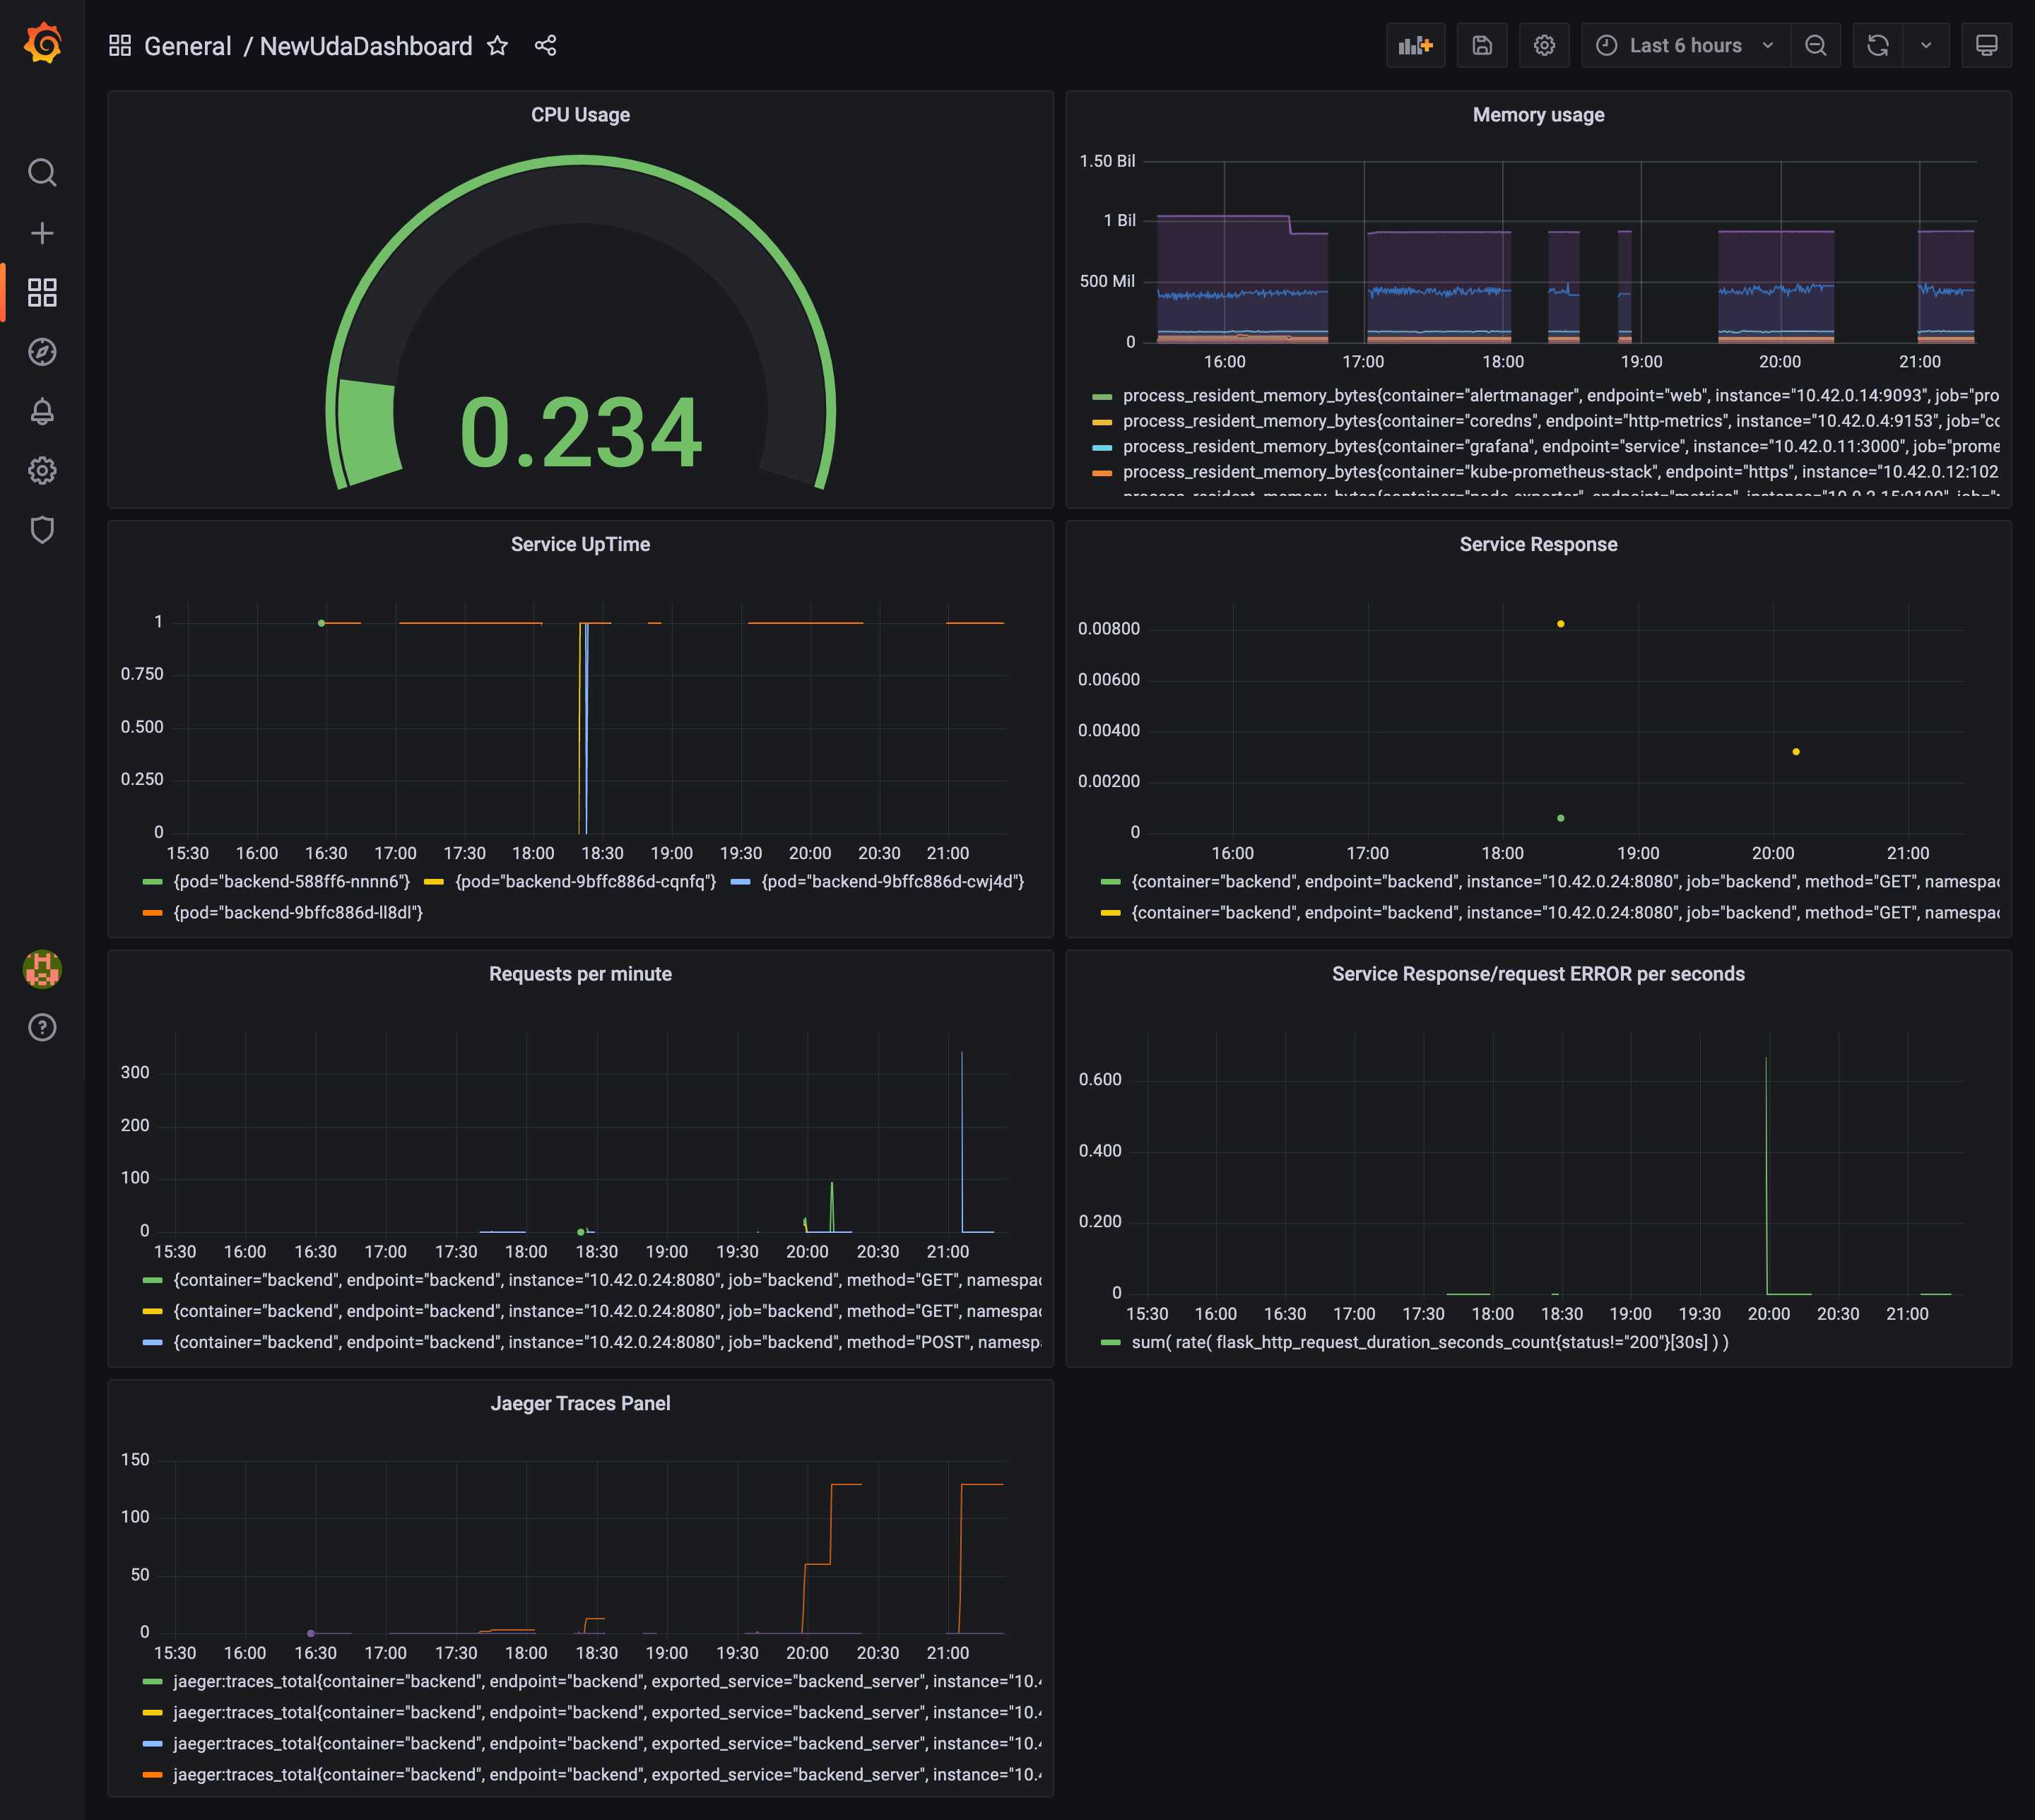 General / NewUdaDashboard
Last 6 hours
CPU Usage
0.234
Memory usage
1.50 Bil
1 Bil
500 Mil
0
16:00 17:00 18:00 19:00 20:00 21:00
process_resident_memory_bytes{container="alertmanager", endpoint="web", instance="10.42.0.14:9093", job="pro
process_resident_memory_bytes{container="coredns", endpoint="http-metrics", instance="10.42.0.4:9153", job="cc
process_resident_memory_bytes{container="grafana", endpoint="service", instance="10.42.0.11:3000", job="prome
process_resident_memory_bytes{container="kube-prometheus-stack", endpoint="https", instance="10.42.0.12:102
process_resident_memory_bytes{container="node-exporter", endpoint="metrics", instance="10.0.2.15:9100", job="
Service UpTime
1
0.750
0.500
0.250
0
15:30 16:00 16:30 17:00 17:30 18:00 18:30 19:00 19:30 20:00 20:30 21:00
{pod="backend-588ff6-nnnn6"} {pod="backend-9bffc886d-cqnfq"} {pod="backend-9bffc886d-cwj4d"}
{pod="backend-9bffc886d-ll8dl"}
Service Response
0.00800
0.00600
0.00400
0.00200
0
16:00 17:00 18:00 19:00 20:00 21:00
{container="backend", endpoint="backend", instance="10.42.0.24:8080", job="backend", method="GET", namespac
{container="backend", endpoint="backend", instance="10.42.0.24:8080", job="backend", method="GET", namespac
Requests per minute
300
200
100
0
15:30 16:00 16:30 17:00 17:30 18:00 18:30 19:00 19:30 20:00 20:30 21:00
{container="backend", endpoint="backend", instance="10.42.0.24:8080", job="backend", method="GET", namespac
{container="backend", endpoint="backend", instance="10.42.0.24:8080", job="backend", method="GET", namespac
{container="backend", endpoint="backend", instance="10.42.0.24:8080", job="backend", method="POST", namesp
Service Response/request ERROR per seconds
0.600
0.400
0.200
0
15:30 16:00 16:30 17:00 17:30 18:00 18:30 19:00 19:30 20:00 20:30 21:00
sum( rate( flask_http_request_duration_seconds_count{status!="200"}[30s] ) )
Jaeger Traces Panel
150
100
50
0
15:30 16:00 16:30 17:00 17:30 18:00 18:30 19:00 19:30 20:00 20:30 21:00
jaeger:traces_total{container="backend", endpoint="backend", exported_service="backend_server", instance="10.4
jaeger:traces_total{container="backend", endpoint="backend", exported_service="backend_server", instance="10.4
jaeger:traces_total{container="backend", endpoint="backend", exported_service="backend_server", instance="10.4
jaeger:traces_total{container="backend", endpoint="backend", exported_service="backend_server", instance="10.4